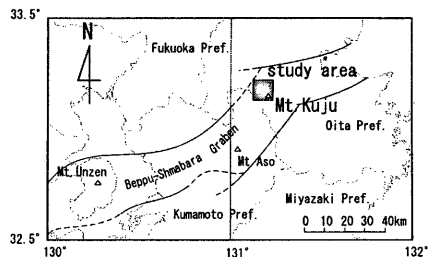 33.5°
N
Fukuoka Pref.
study area
Mt.Kuju
Oita Pref.
Beppu-Shmabara Graben
Mt.Aso
Mt.Unzen
Miyazaki Pref.
Kumamoto Pref.
0 10 20 30 40km
32.5°
130°
131°
132°